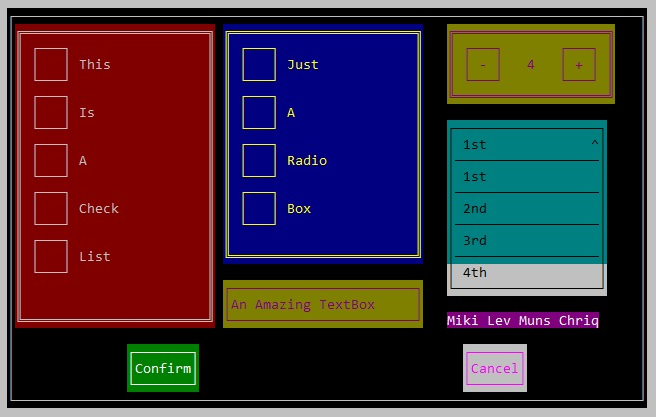 This
Is
A
Check
List
Just
A
Radio
Box
An Amazing TextBox
- 4 +
1st ^
1st
2nd
3rd
4th
Miki Lev Muns Chriq
Confirm
Cancel